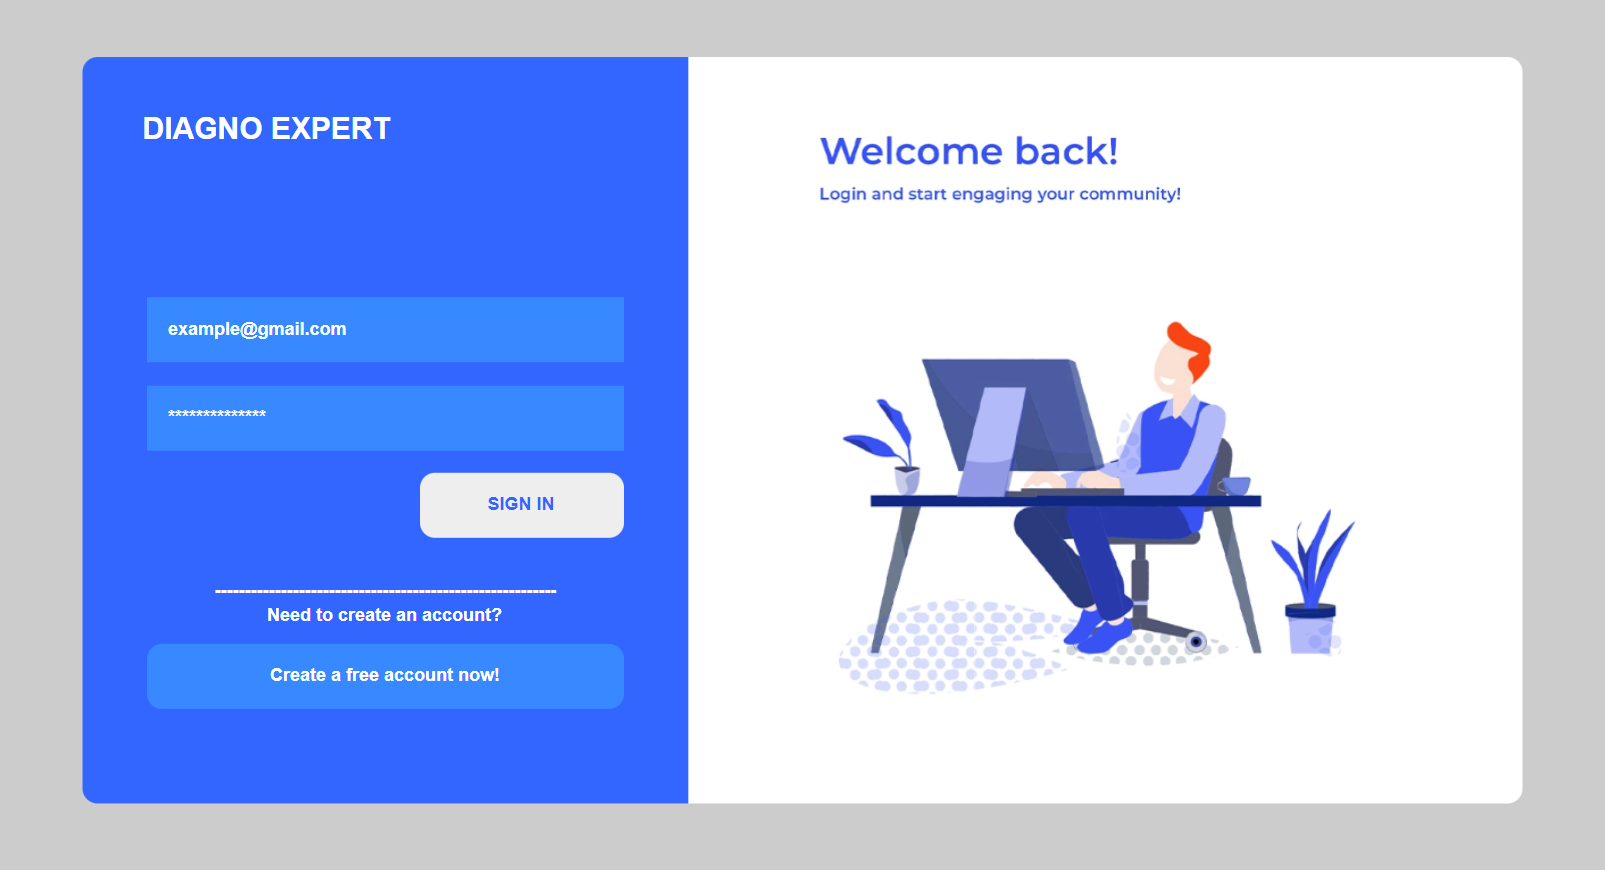 DIAGNO EXPERT
example@gmail.com
**************
SIGN IN
---------------------------------------------------------
Need to create an account?
Create a free account now!
Welcome back!
Login and start engaging your community!